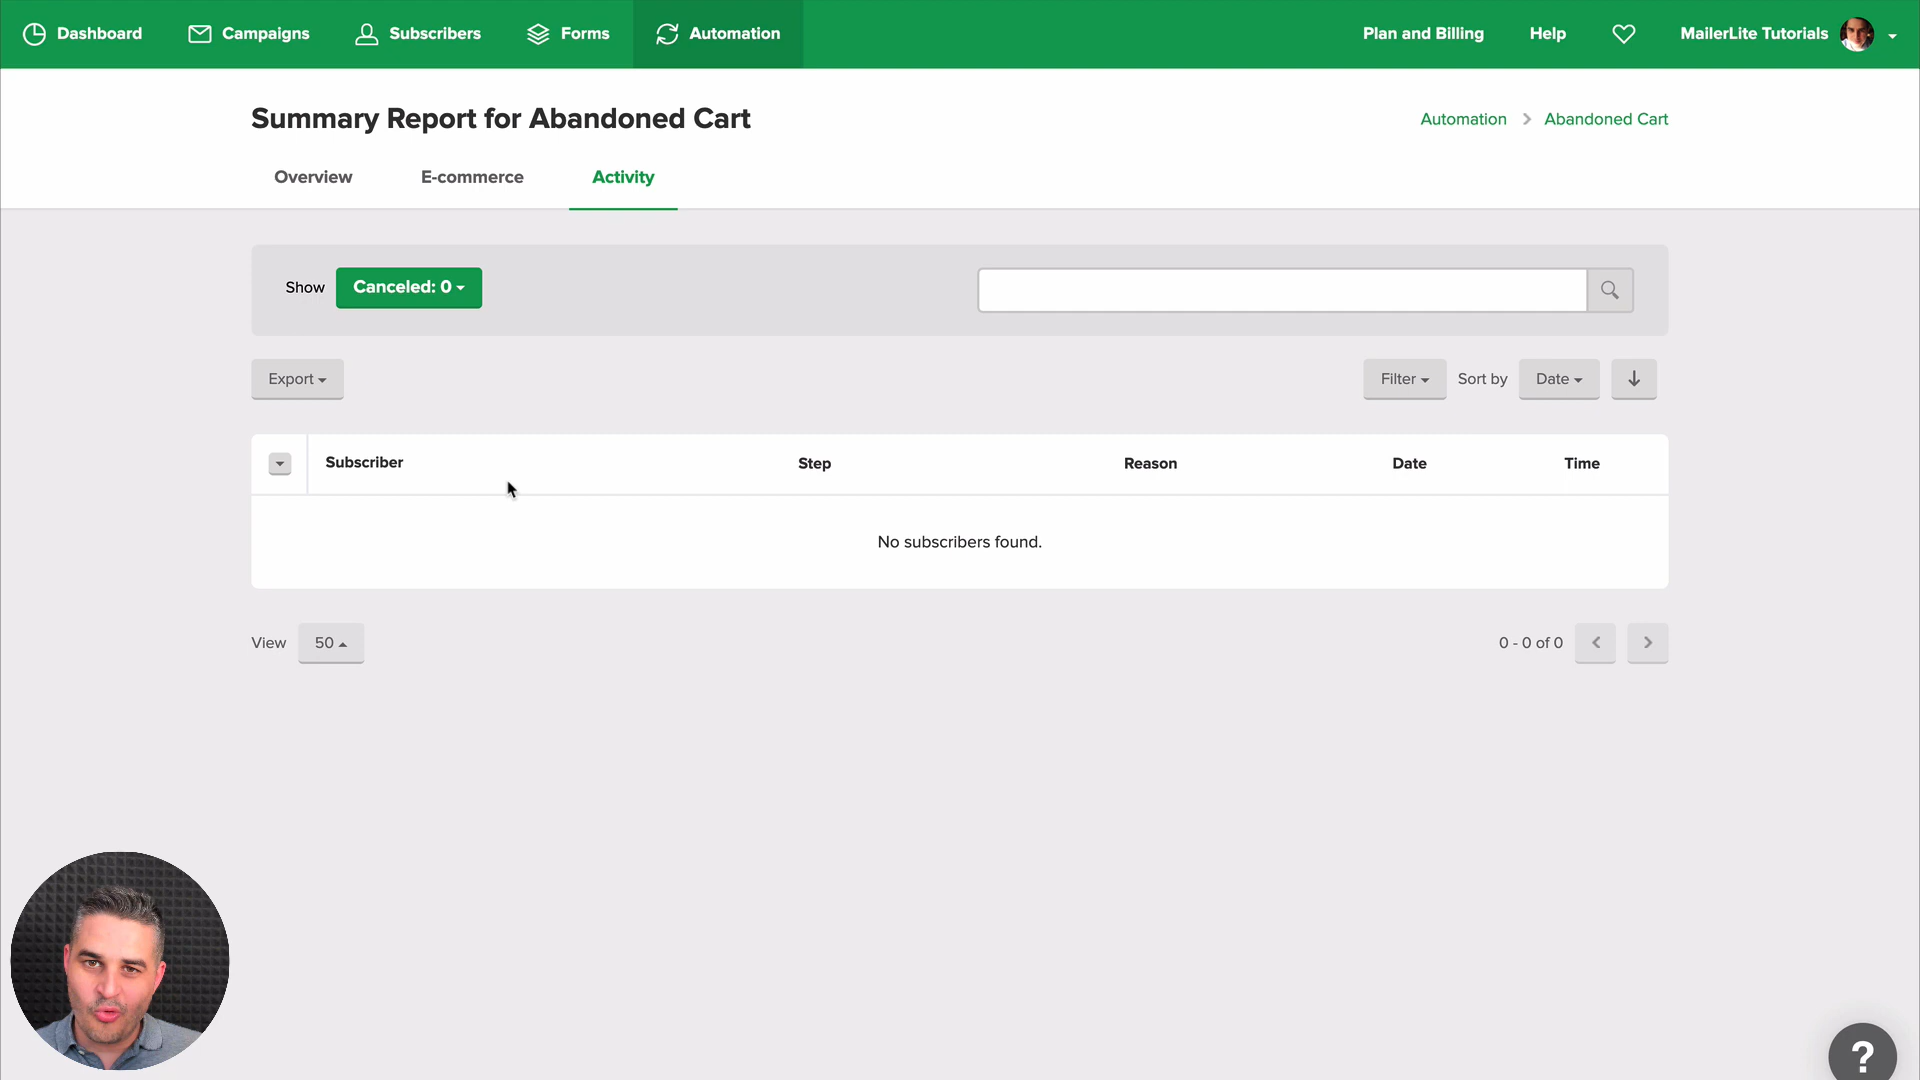 Dashboard
Campaigns
Subscribers
Forms
Automation
Plan and Billing
Help
MailerLite Tutorials
Summary Report for Abandoned Cart
Automation > Abandoned Cart
Overview
E-commerce
Activity
Show
Canceled: 0
Export
Filter
Sort by
Date
Subscriber
Step
Reason
Date
Time
No subscribers found.
View
50
0 - 0 of 0
?